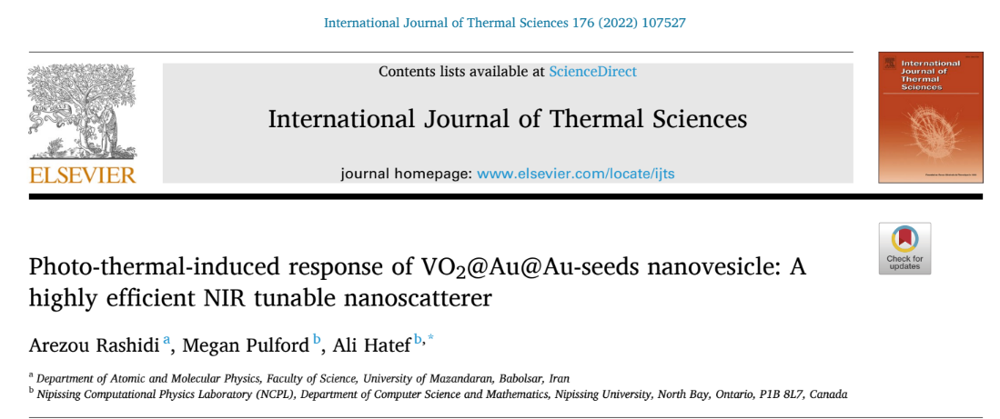 International Journal of Thermal Sciences 176 (2022) 107527
Contents lists available at ScienceDirect
International Journal of Thermal Sciences
journal homepage: www.elsevier.com/locate/ijts
ELSEVIER
International
Journal of
Thermal
Sciences
Check for
updates
Photo-thermal-induced response of VO₂@Au@Au-seeds nanovesicle: A
highly efficient NIR tunable nanoscatterer
Arezou Rashidi ᵃ, Megan Pulford ᵇ, Ali Hatef ᵇ,*
ᵃ Department of Atomic and Molecular Physics, Faculty of Science, University of Mazandaran, Babolsar, Iran
ᵇ Nipissing Computational Physics Laboratory (NCPL), Department of Computer Science and Mathematics, Nipissing University, North Bay, Ontario, P1B 8L7, Canada